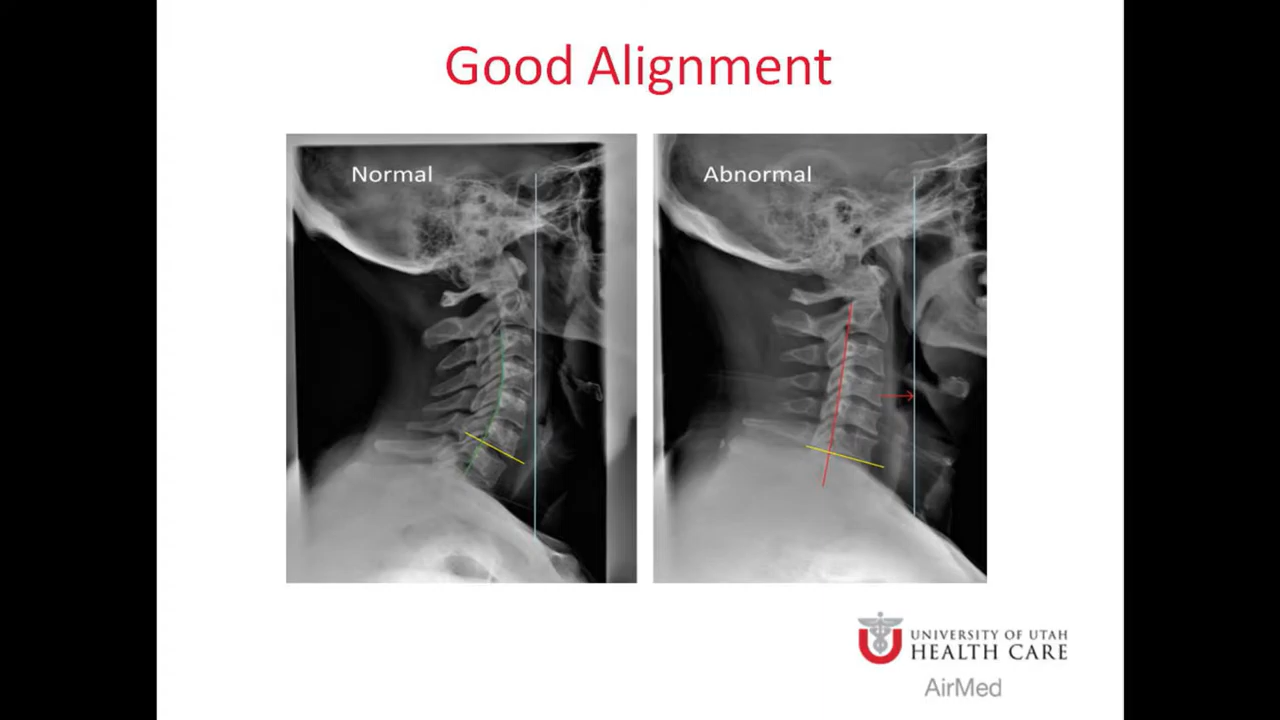 Good Alignment
Normal
Abnormal
UNIVERSITY OF UTAH
HEALTH CARE
AirMed